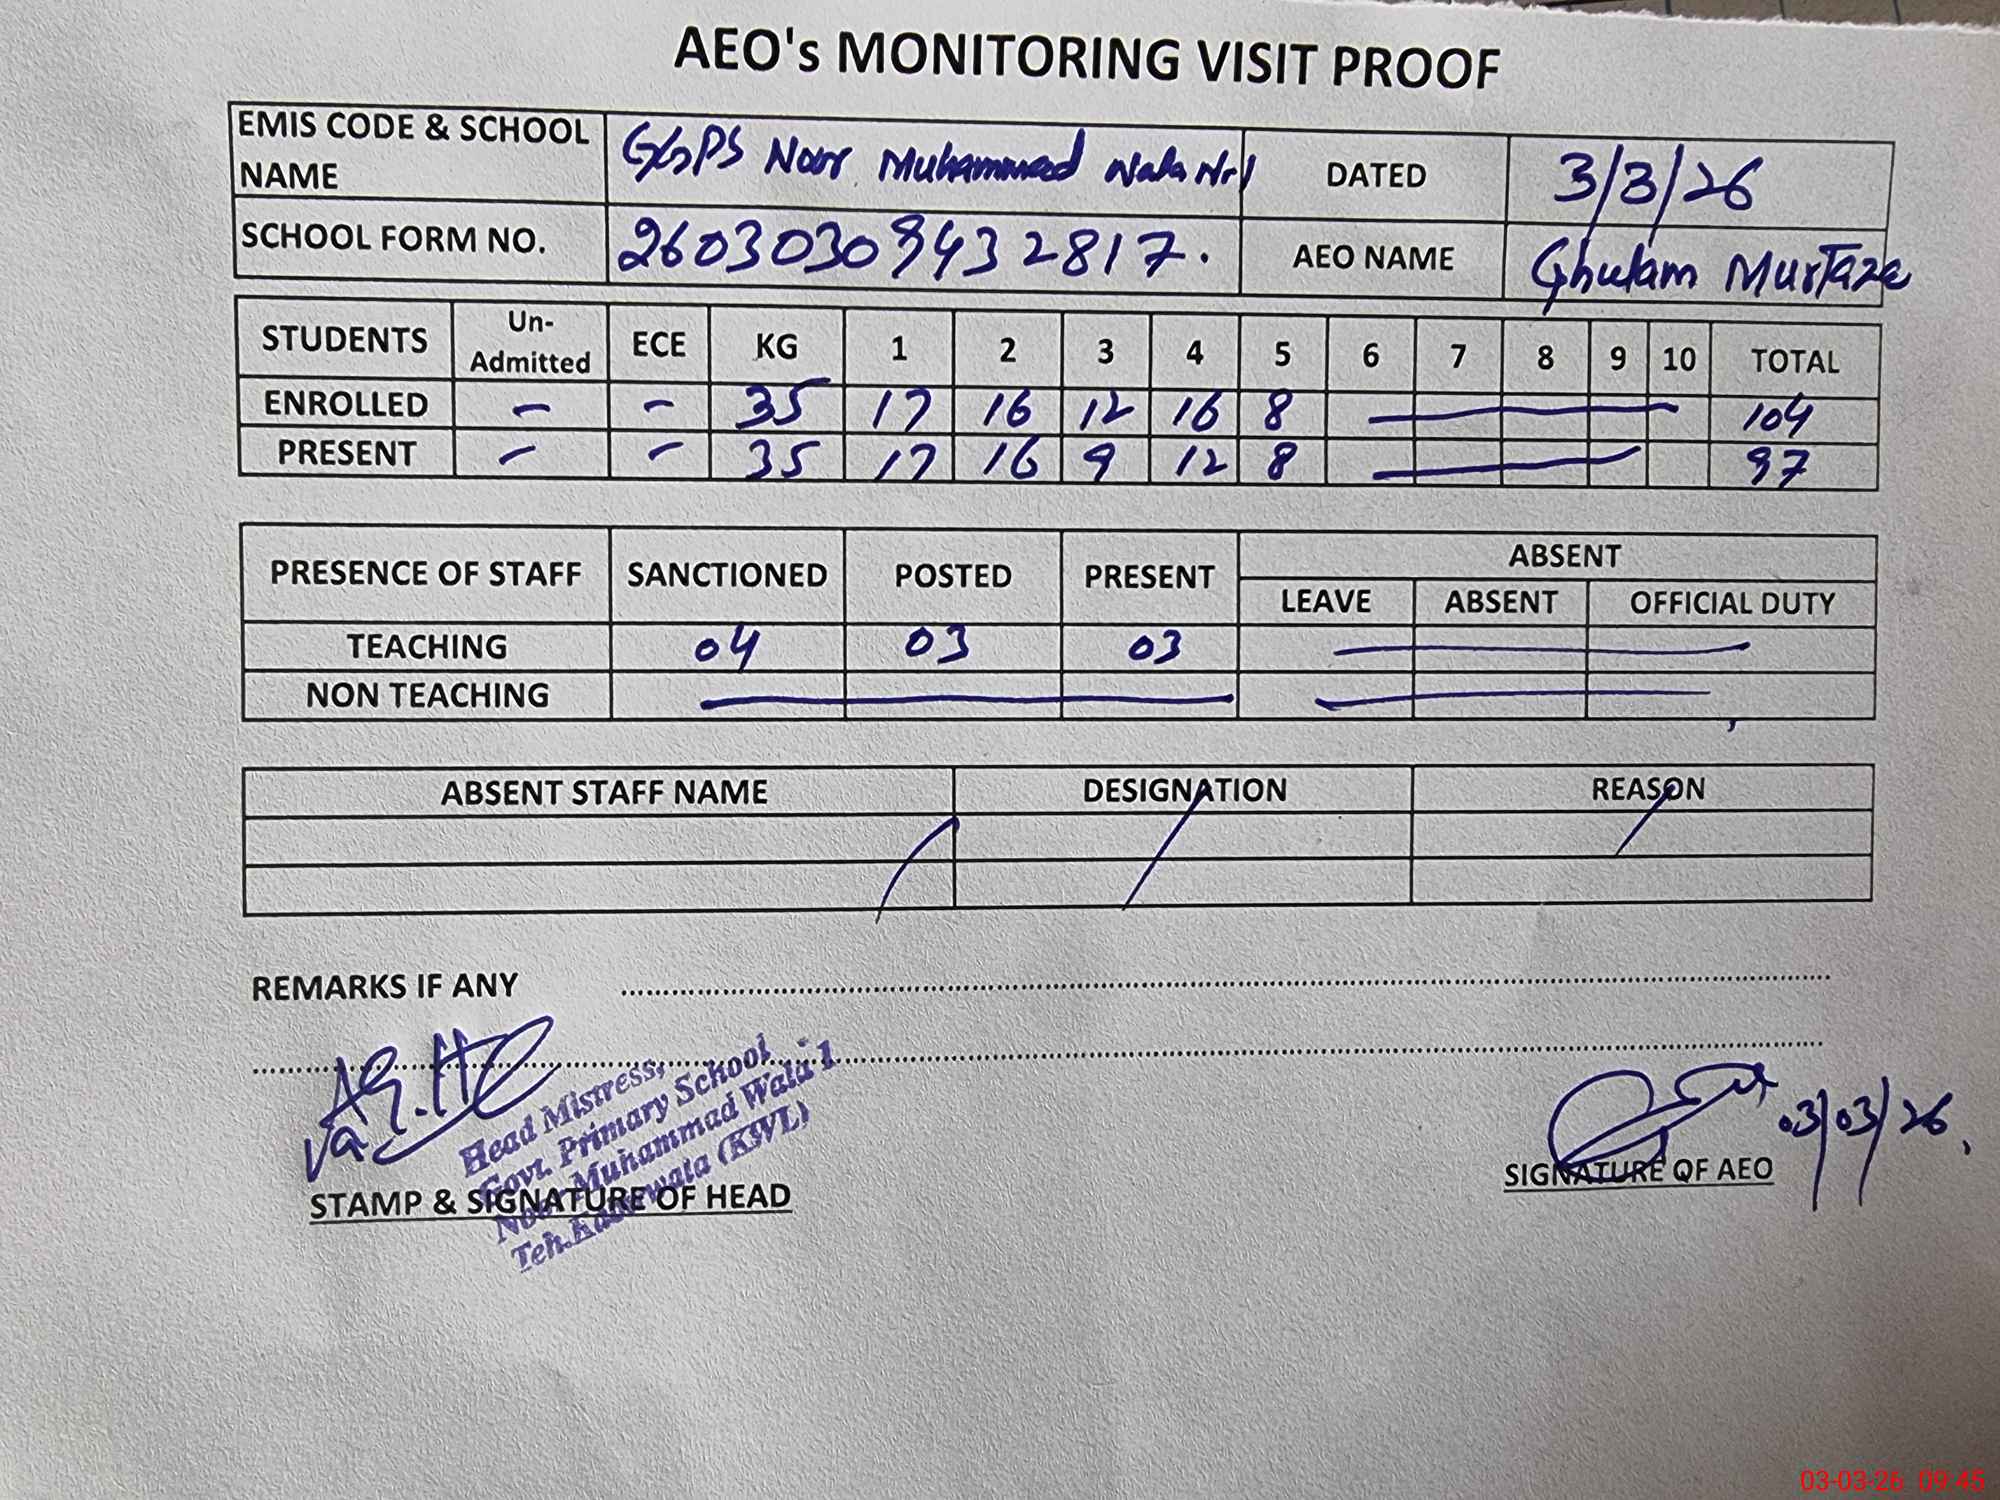 AEO's MONITORING VISIT PROOF
EMIS CODE & SCHOOL NAME GGPS Noor Muhammad Wala Nr1 DATED 3/3/26
SCHOOL FORM NO. 26030309432817. AEO NAME Ghulam Murtaza
STUDENTS Un-Admitted ECE KG 1 2 3 4 5 6 7 8 9 10 TOTAL
ENROLLED - - 35 17 16 12 16 8 104
PRESENT - - 35 17 16 9 12 8 97
PRESENCE OF STAFF SANCTIONED POSTED PRESENT ABSENT
LEAVE ABSENT OFFICIAL DUTY
TEACHING 04 03 03
NON TEACHING
ABSENT STAFF NAME DESIGNATION REASON
REMARKS IF ANY
Head Mistress,
Govt. Primary School
Noor Muhammad Wala 1
Teh. Kabirwala (KWL)
STAMP & SIGNATURE OF HEAD
03/03/26
SIGNATURE OF AEO
03-03-26 09:45